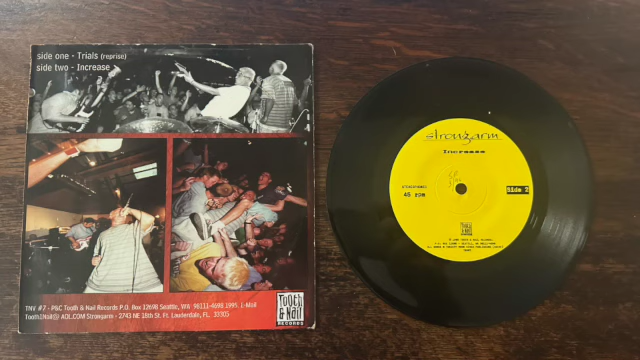 side one - Trials (reprise)
side two - Increase
TNV #7 - P&C Tooth & Nail Records P.O. Box 12698 Seattle, WA 98111-4698 1995 I-Mail
ToothINail@ AOL.COM Strongarm - 2743 NE 18th St. Ft. Lauderdale, FL. 33305
Tooth
& Nail
RECORDS
strongarm
Increase
45 RPM
Side 2
Tooth
& Nail